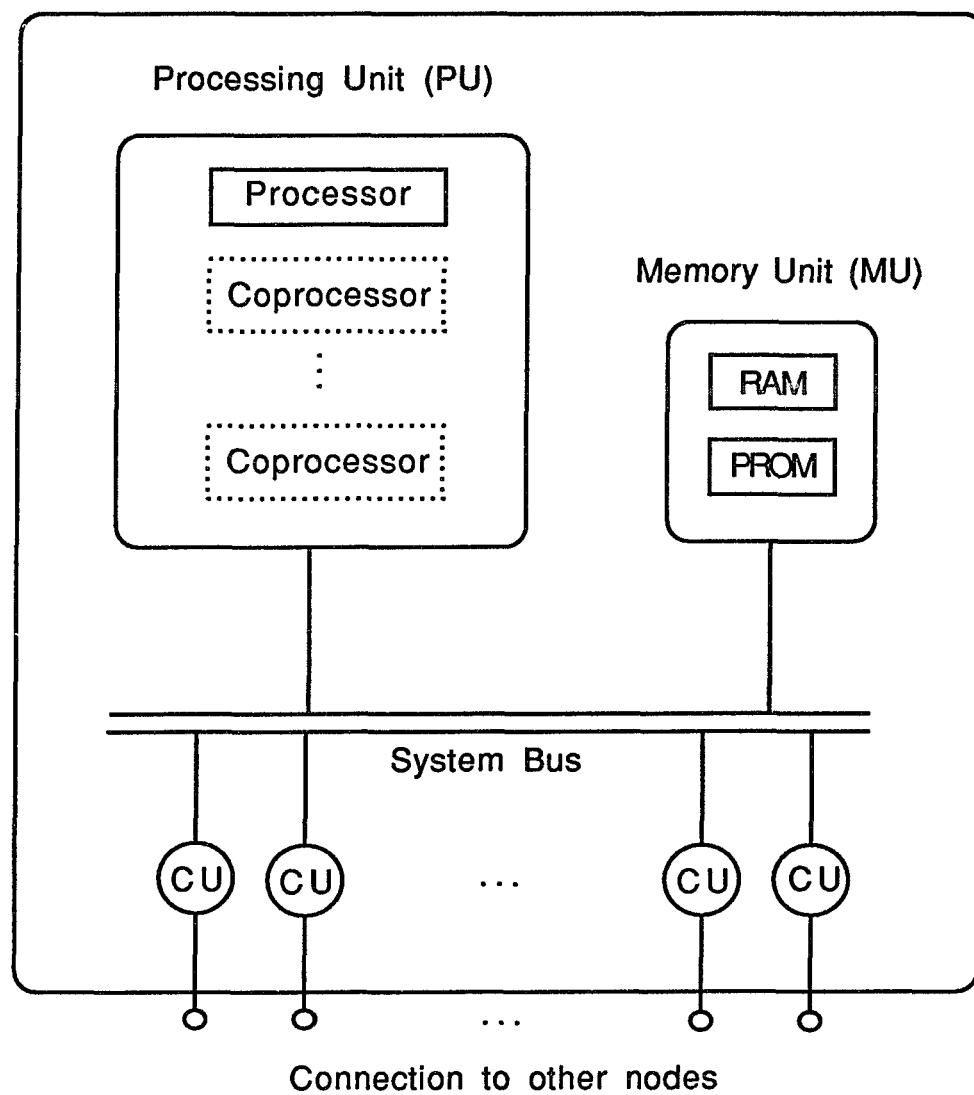 Processing Unit (PU)
Processor
Coprocessor
⋮
Coprocessor
Memory Unit (MU)
RAM
PROM
System Bus
CU CU ... CU CU
...
Connection to other nodes